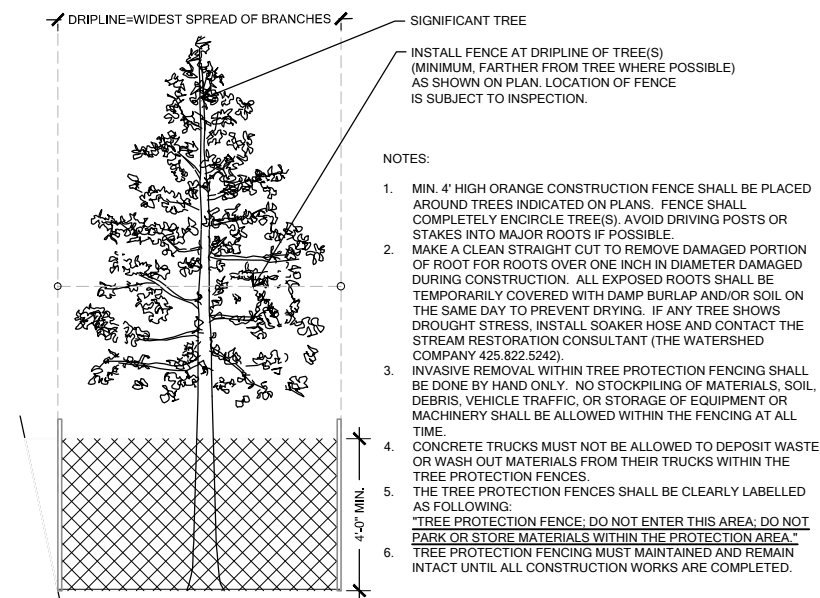 DRIPLINE=WIDEST SPREAD OF BRANCHES
SIGNIFICANT TREE
INSTALL FENCE AT DRIPLINE OF TREE(S)
(MINIMUM, FARTHER FROM TREE WHERE POSSIBLE)
AS SHOWN ON PLAN. LOCATION OF FENCE
IS SUBJECT TO INSPECTION.
NOTES:
1. MIN. 4' HIGH ORANGE CONSTRUCTION FENCE SHALL BE PLACED
AROUND TREES INDICATED ON PLANS. FENCE SHALL
COMPLETELY ENCIRCLE TREE(S). AVOID DRIVING POSTS OR
STAKES INTO MAJOR ROOTS IF POSSIBLE.
2. MAKE A CLEAN STRAIGHT CUT TO REMOVE DAMAGED PORTION
OF ROOT FOR ROOTS OVER ONE INCH IN DIAMETER DAMAGED
DURING CONSTRUCTION. ALL EXPOSED ROOTS SHALL BE
TEMPORARILY COVERED WITH DAMP BURLAP AND/OR SOIL ON
THE SAME DAY TO PREVENT DRYING. IF ANY TREE SHOWS
DROUGHT STRESS, INSTALL SOAKER HOSE AND CONTACT THE
STREAM RESTORATION CONSULTANT (THE WATERSHED
COMPANY 425.822.5242).
3. INVASIVE REMOVAL WITHIN TREE PROTECTION FENCING SHALL
BE DONE BY HAND ONLY. NO STOCKPILING OF MATERIALS, SOIL,
DEBRIS, VEHICLE TRAFFIC, OR STORAGE OF EQUIPMENT OR
MACHINERY SHALL BE ALLOWED WITHIN THE FENCING AT ALL
TIME.
4. CONCRETE TRUCKS MUST NOT BE ALLOWED TO DEPOSIT WASTE
OR WASH OUT MATERIALS FROM THEIR TRUCKS WITHIN THE
TREE PROTECTION FENCES.
5. THE TREE PROTECTION FENCES SHALL BE CLEARLY LABELLED
AS FOLLOWING:
"TREE PROTECTION FENCE; DO NOT ENTER THIS AREA; DO NOT
PARK OR STORE MATERIALS WITHIN THE PROTECTION AREA."
6. TREE PROTECTION FENCING MUST MAINTAINED AND REMAIN
INTACT UNTIL ALL CONSTRUCTION WORKS ARE COMPLETED.
4'-0" MIN.